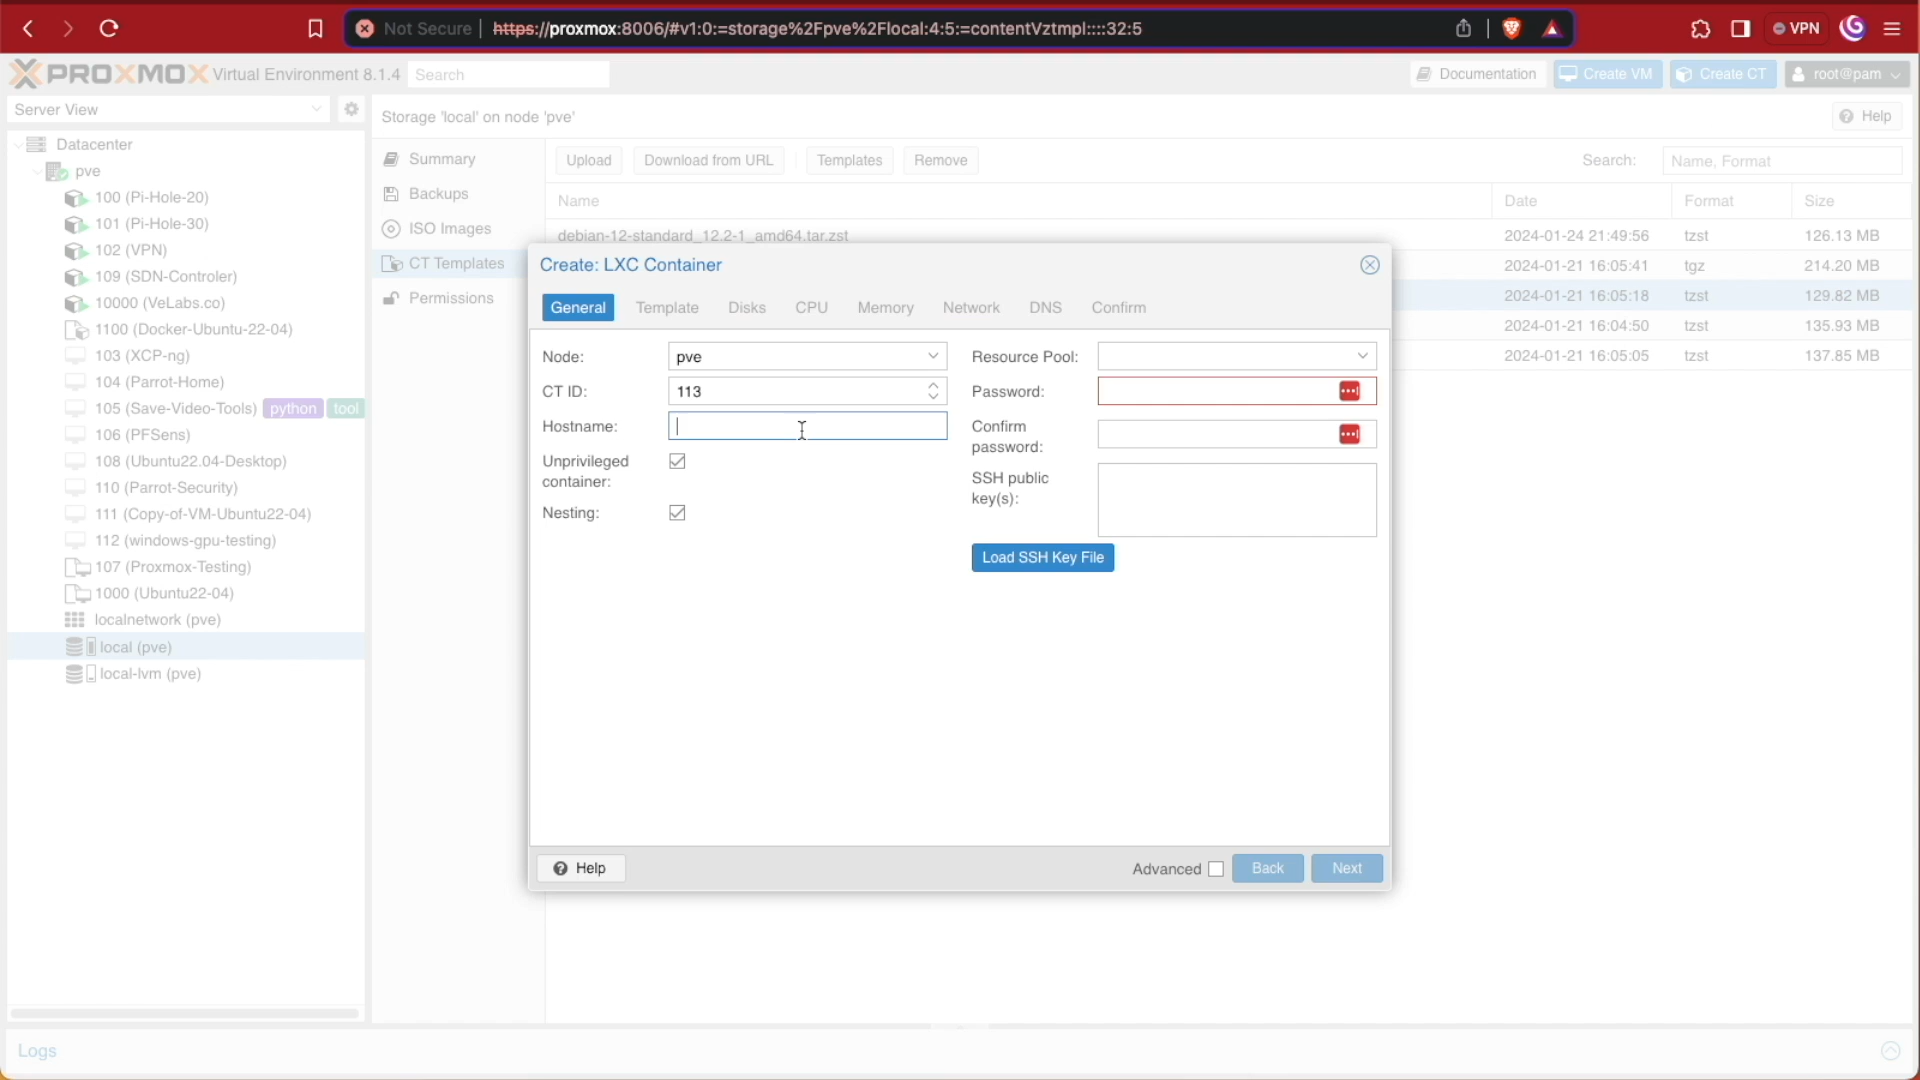 Not Secure https://proxmox:8006/#v1:0:=storage%2Fpve%2Flocal:4:5:=contentVztmpl::::32:5 VPN
PROXMOX Virtual Environment 8.1.4 Search Documentation Create VM Create CT root@pam
Server View Storage 'local' on node 'pve' Help
Datacenter
pve
100 (Pi-Hole-20)
101 (Pi-Hole-30)
102 (VPN)
109 (SDN-Controler)
10000 (VeLabs.co)
1100 (Docker-Ubuntu-22-04)
103 (XCP-ng)
104 (Parrot-Home)
105 (Save-Video-Tools) python tool
106 (PFSens)
108 (Ubuntu22.04-Desktop)
110 (Parrot-Security)
111 (Copy-of-VM-Ubuntu22-04)
112 (windows-gpu-testing)
107 (Proxmox-Testing)
1000 (Ubuntu22-04)
localnetwork (pve)
local (pve)
local-lvm (pve)
Summary
Backups
ISO Images
CT Templates
Permissions
Upload Download from URL Templates Remove Search: Name, Format
Name Date Format Size
debian-12-standard_12.2-1_amd64.tar.zst 2024-01-24 21:49:56 tzst 126.13 MB
2024-01-21 16:05:41 tgz 214.20 MB
2024-01-21 16:05:18 tzst 129.82 MB
2024-01-21 16:04:50 tzst 135.93 MB
2024-01-21 16:05:05 tzst 137.85 MB
Create: LXC Container
General Template Disks CPU Memory Network DNS Confirm
Node: pve
CT ID: 113
Hostname:
Unprivileged
container:
Nesting:
Resource Pool:
Password:
Confirm
password:
SSH public
key(s):
Load SSH Key File
Help Advanced Back Next
Logs